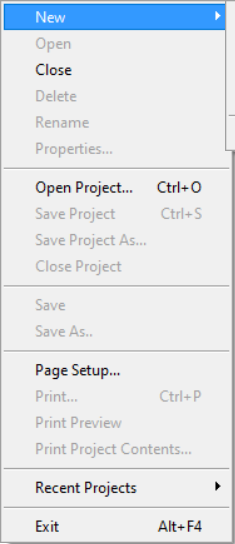 New
Open
Close
Delete
Rename
Properties...
Open Project... Ctrl+O
Save Project Ctrl+S
Save Project As...
Close Project
Save
Save As..
Page Setup...
Print... Ctrl+P
Print Preview
Print Project Contents...
Recent Projects
Exit Alt+F4